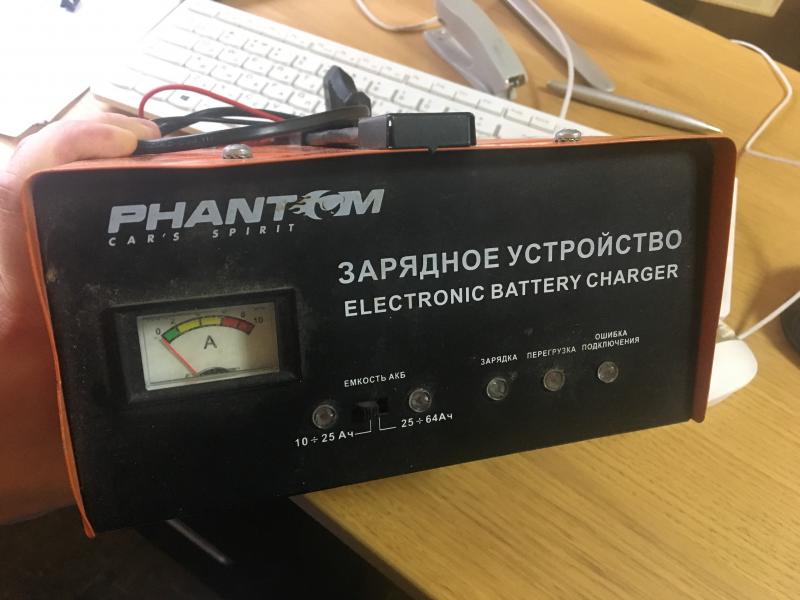 PHANTOM
CAR'S SPIRIT
ЗАРЯДНОЕ УСТРОЙСТВО
ELECTRONIC BATTERY CHARGER
0 2 4 6 8 10
A
ЕМКОСТЬ АКБ
10÷25 Ач
25÷64Ач
ЗАРЯДКА
ПЕРЕГРУЗКА
ОШИБКА
ПОДКЛЮЧЕНИЯ